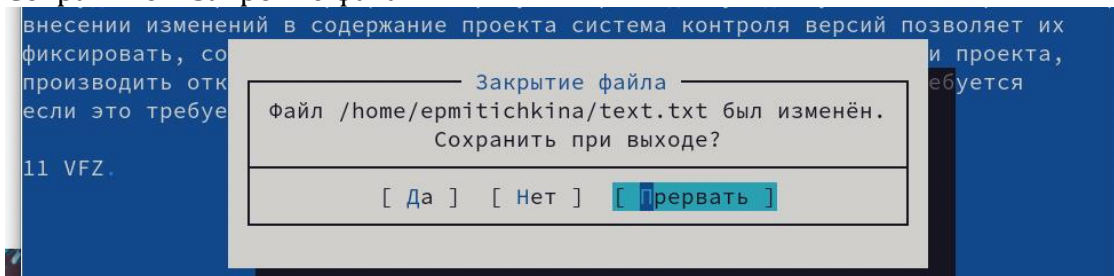 внесении изменений в содержание проекта система контроля версий позволяет их
фиксировать, со и проекта,
производить отк ебуется
если это требуе
Закрытие файла
Файл /home/epmitichkina/text.txt был изменён.
Сохранить при выходе?
11 VFZ.
[ Да ] [ Нет ] [ Прервать ]